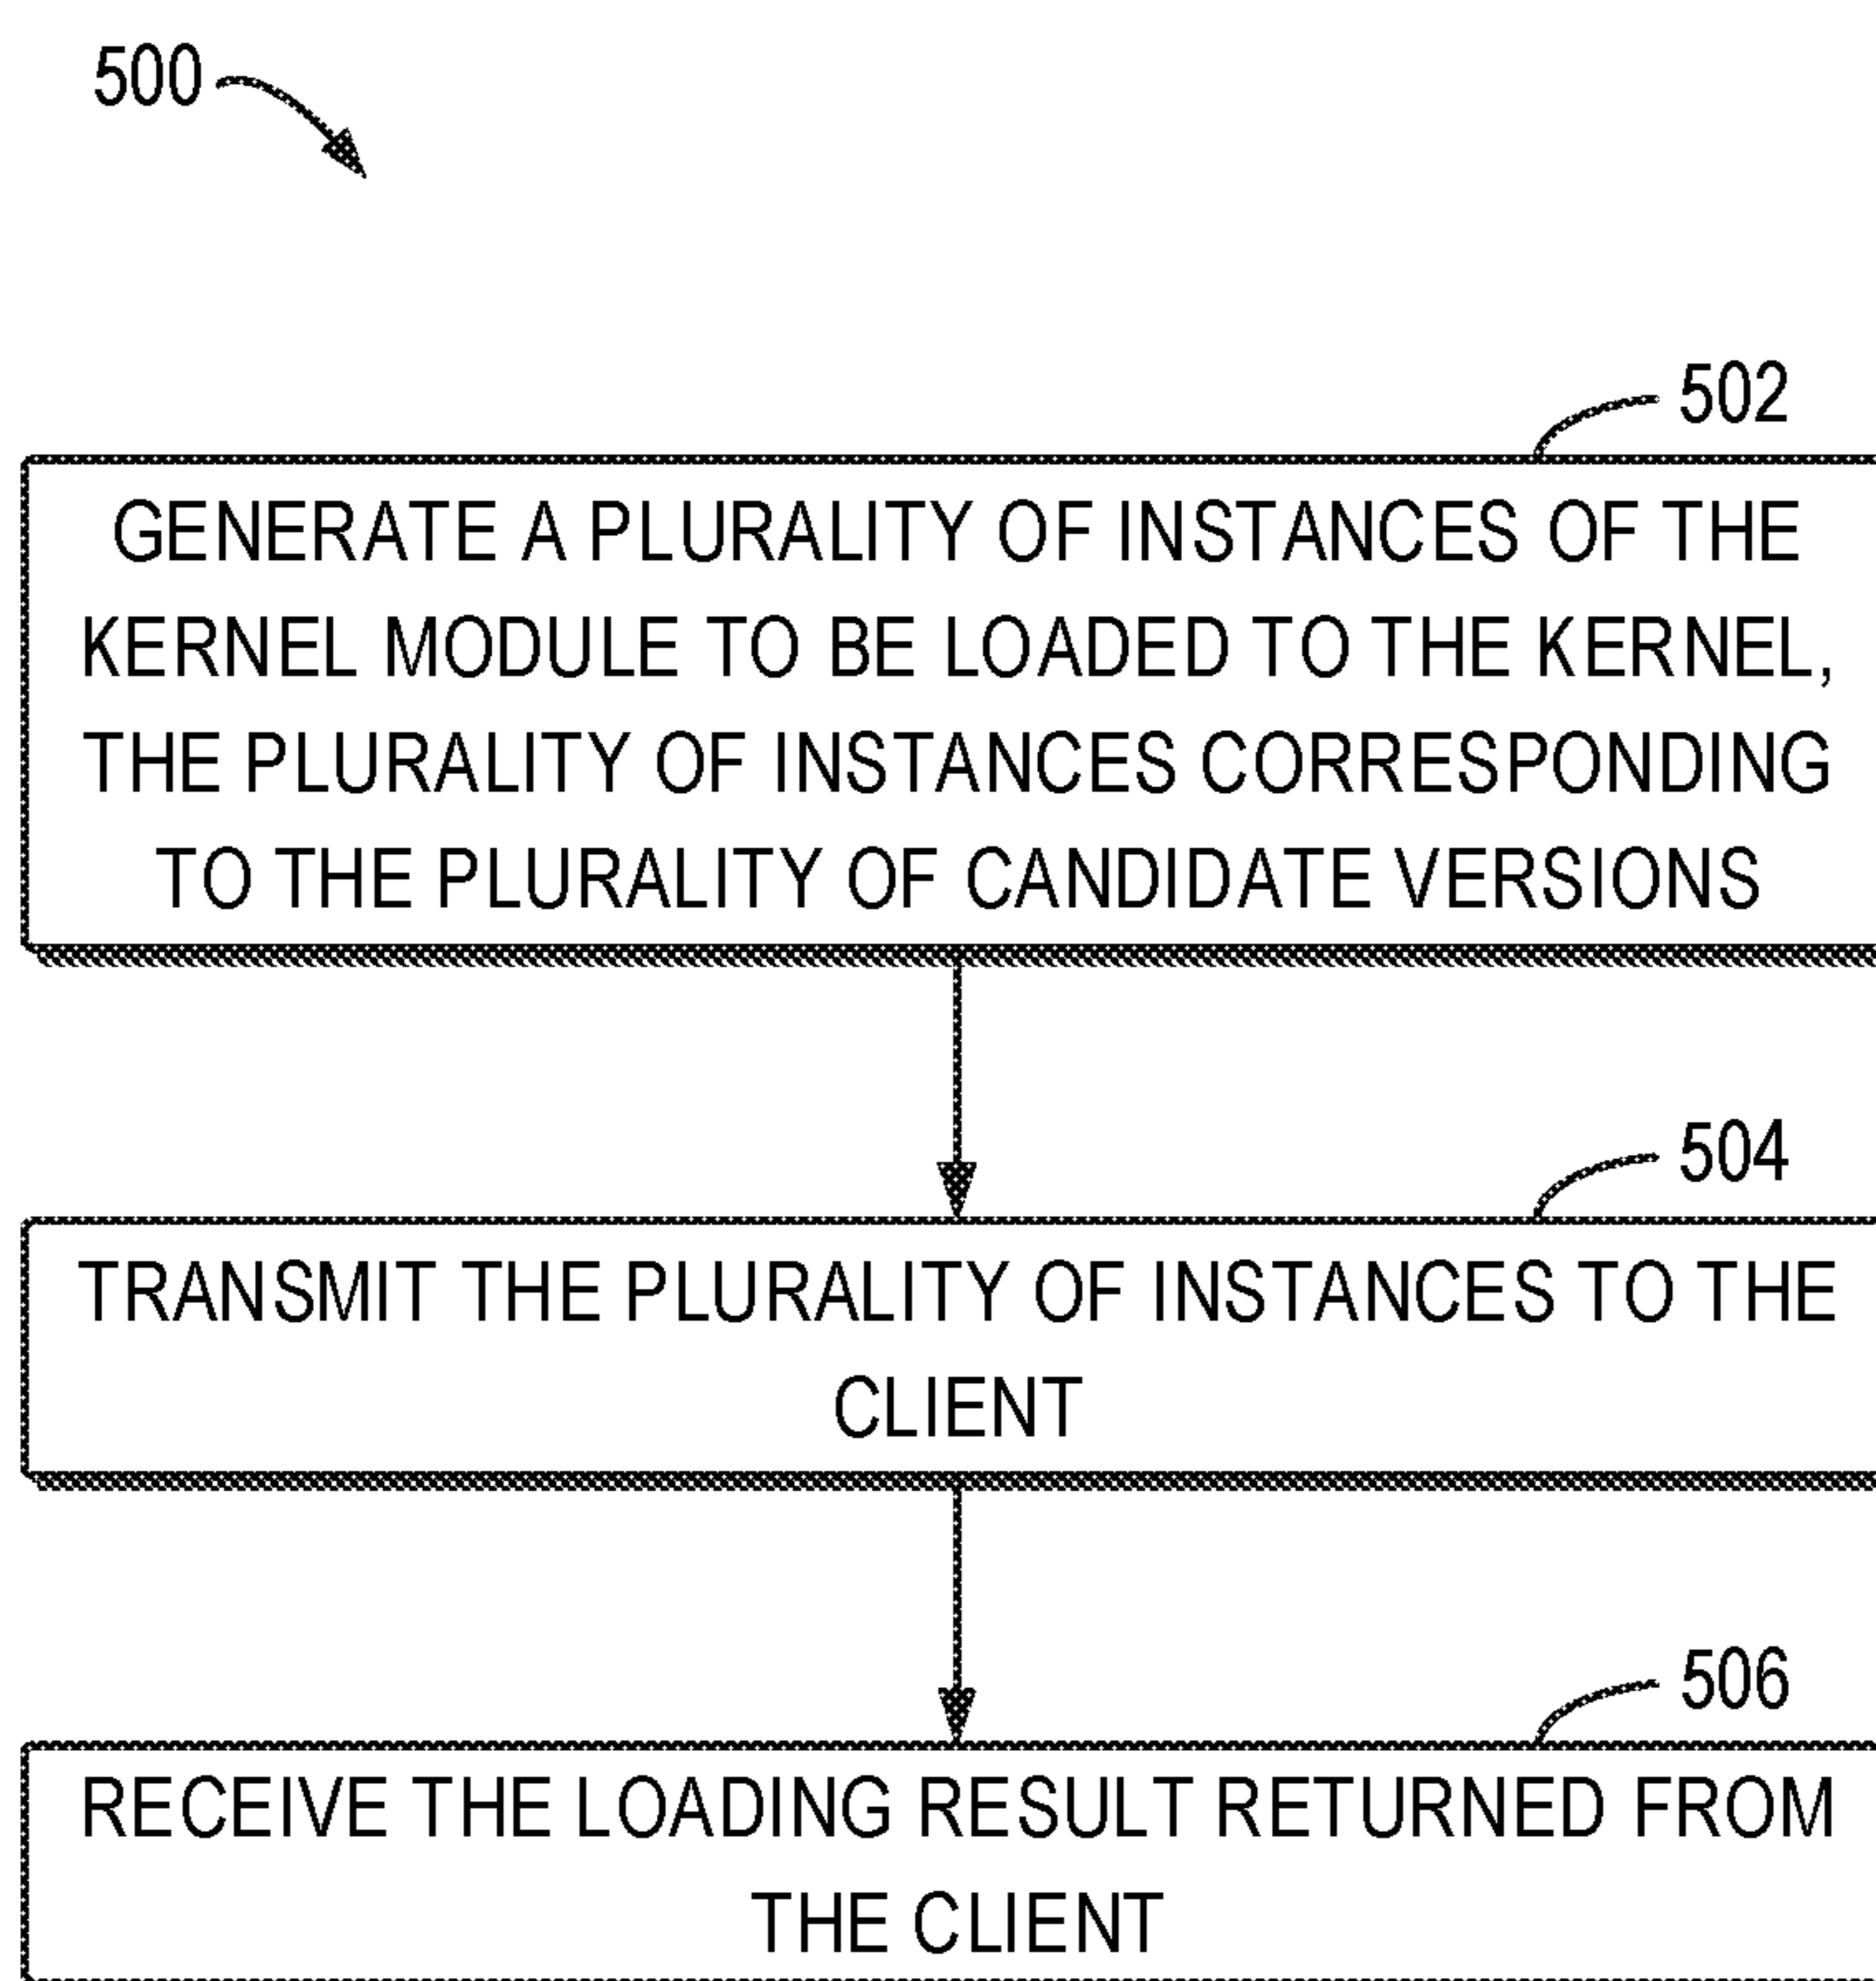 500
502
GENERATE A PLURALITY OF INSTANCES OF THE
KERNEL MODULE TO BE LOADED TO THE KERNEL,
THE PLURALITY OF INSTANCES CORRESPONDING
TO THE PLURALITY OF CANDIDATE VERSIONS
504
TRANSMIT THE PLURALITY OF INSTANCES TO THE
CLIENT
506
RECEIVE THE LOADING RESULT RETURNED FROM
THE CLIENT